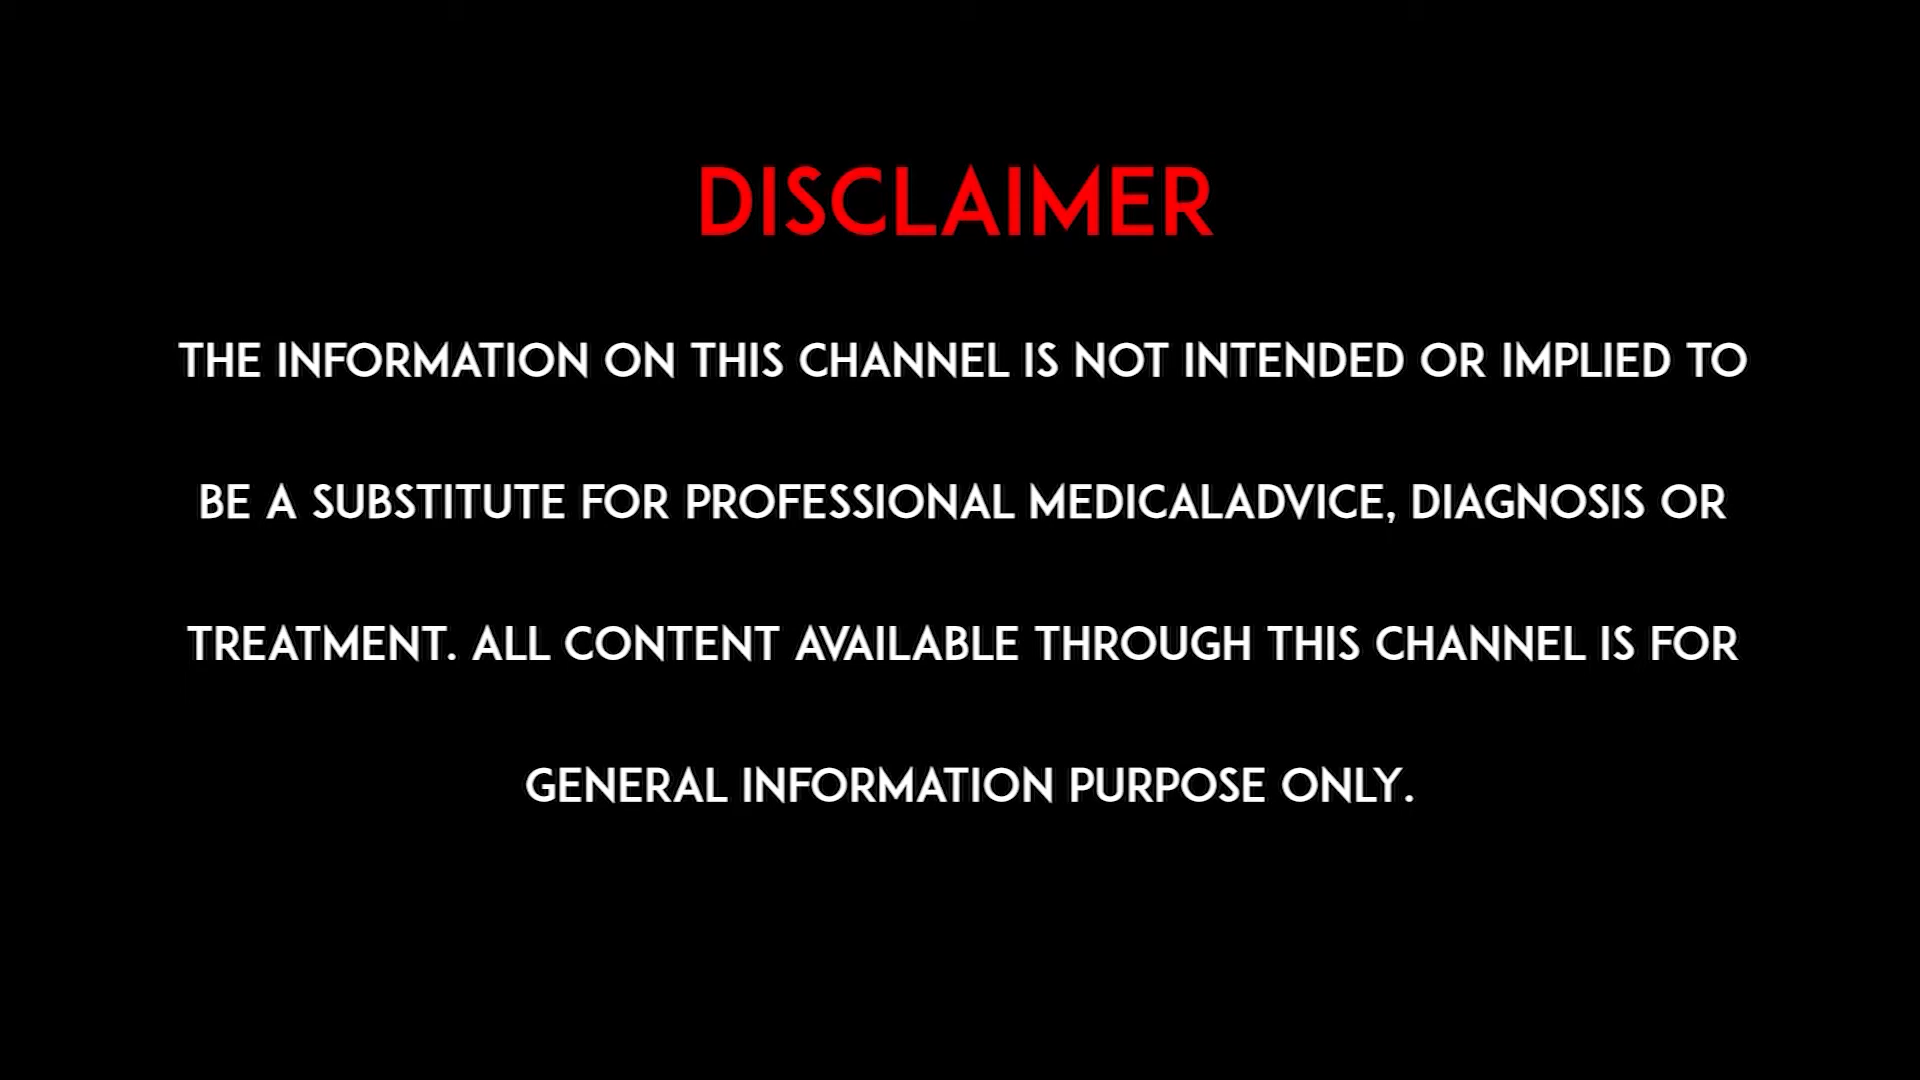 DISCLAIMER
THE INFORMATION ON THIS CHANNEL IS NOT INTENDED OR IMPLIED TO
BE A SUBSTITUTE FOR PROFESSIONAL MEDICALADVICE, DIAGNOSIS OR
TREATMENT. ALL CONTENT AVAILABLE THROUGH THIS CHANNEL IS FOR
GENERAL INFORMATION PURPOSE ONLY.